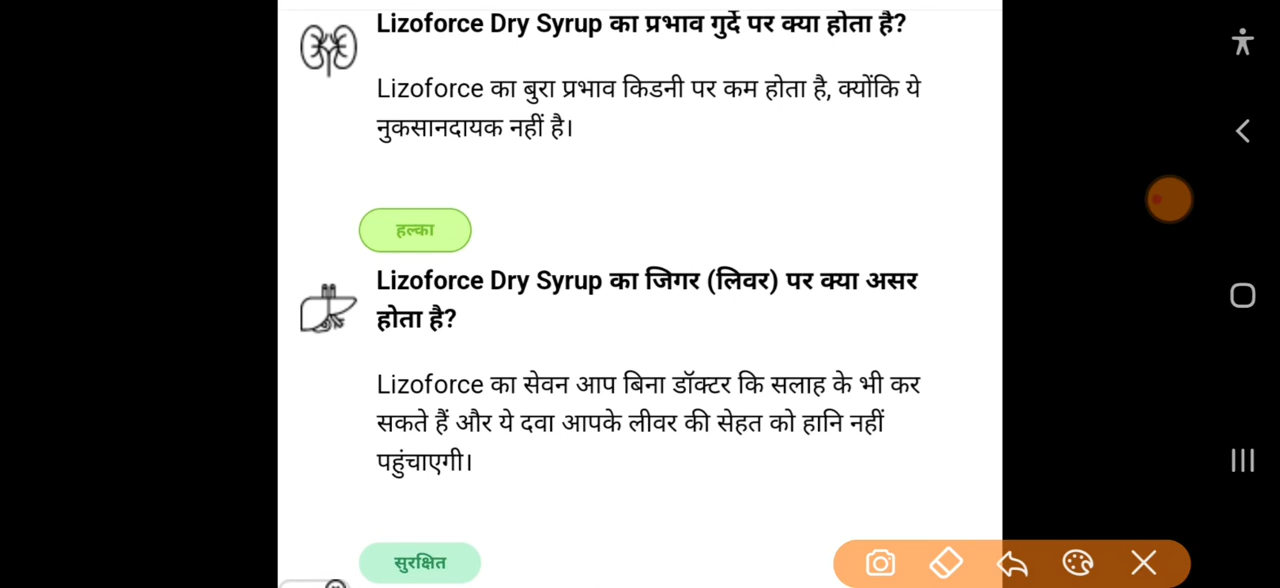 Lizoforce Dry Syrup का प्रभाव गुर्दे पर क्या होता है?
Lizoforce का बुरा प्रभाव किडनी पर कम होता है, क्योंकि ये
नुकसानदायक नहीं है।
हल्का
Lizoforce Dry Syrup का जिगर (लिवर) पर क्या असर
होता है?
Lizoforce का सेवन आप बिना डॉक्टर कि सलाह के भी कर
सकते हैं और ये दवा आपके लीवर की सेहत को हानि नहीं
पहुंचाएगी।
सुरक्षित